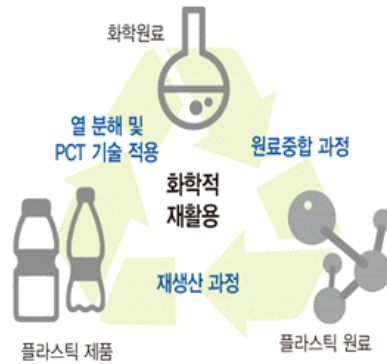 화학원료
열 분해 및
PCT 기술 적용
원료중합 과정
화학적
재활용
재생산 과정
플라스틱 제품
플라스틱 원료